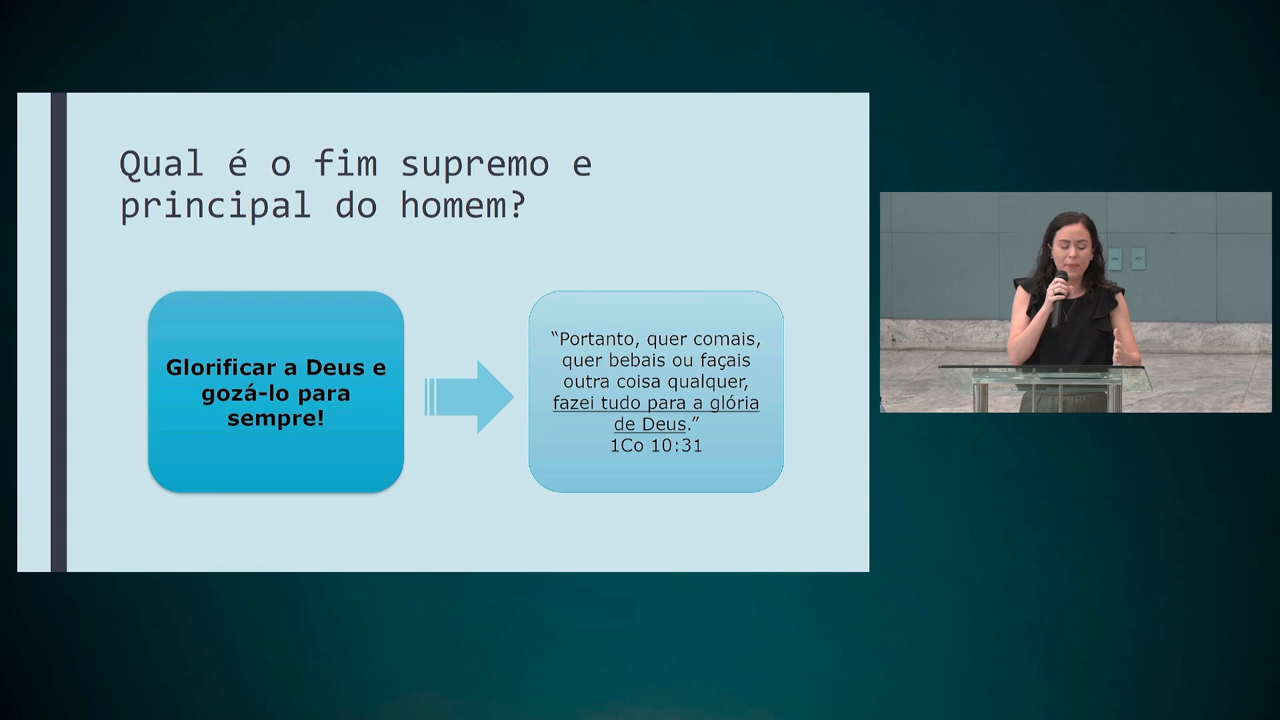 Qual é o fim supremo e
principal do homem?
Glorificar a Deus e
gozá-lo para
sempre!
“Portanto, quer comais,
quer bebais ou façais
outra coisa qualquer,
fazei tudo para a glória
de Deus.”
1Co 10:31